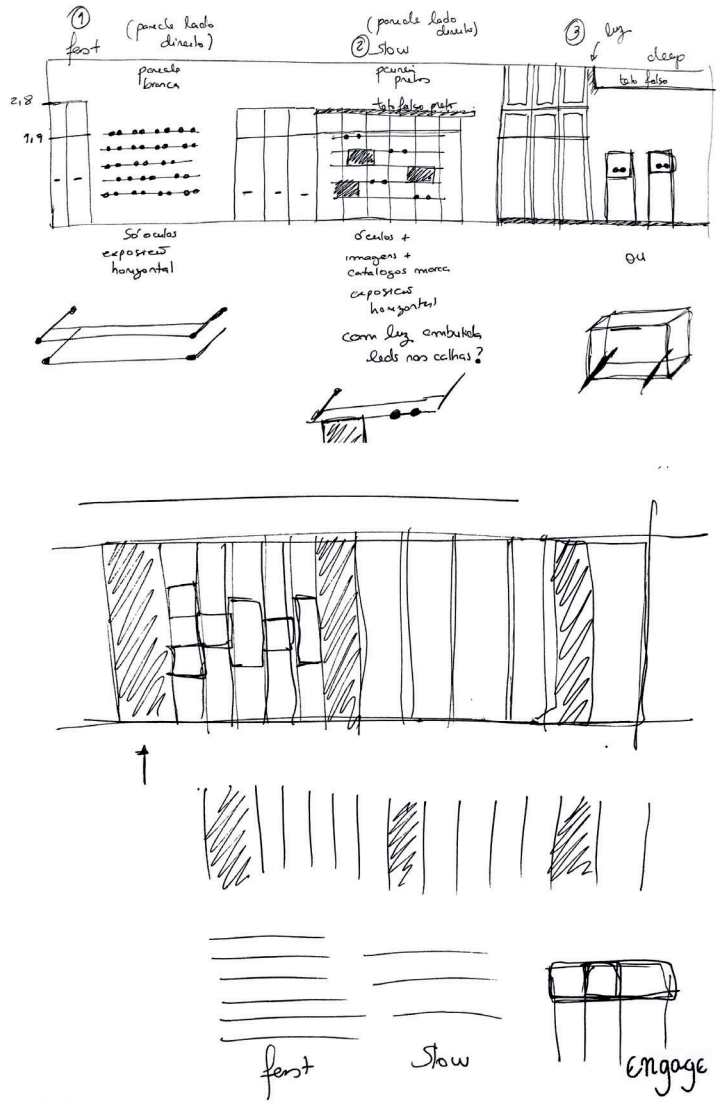 ①
fast
(parede lado
direito)
parede
branca
2,8
1,9
Só óculos
exposição
horizontal
(parede lado
direito)
② Slow
painéis
pretos
teto falso preto
óculos +
imagens +
catálogos marca
exposição
horizontal
com luz embutida
leds nas calhas?
③
luz
deep
teto falso
ou
fast
Slow
engage